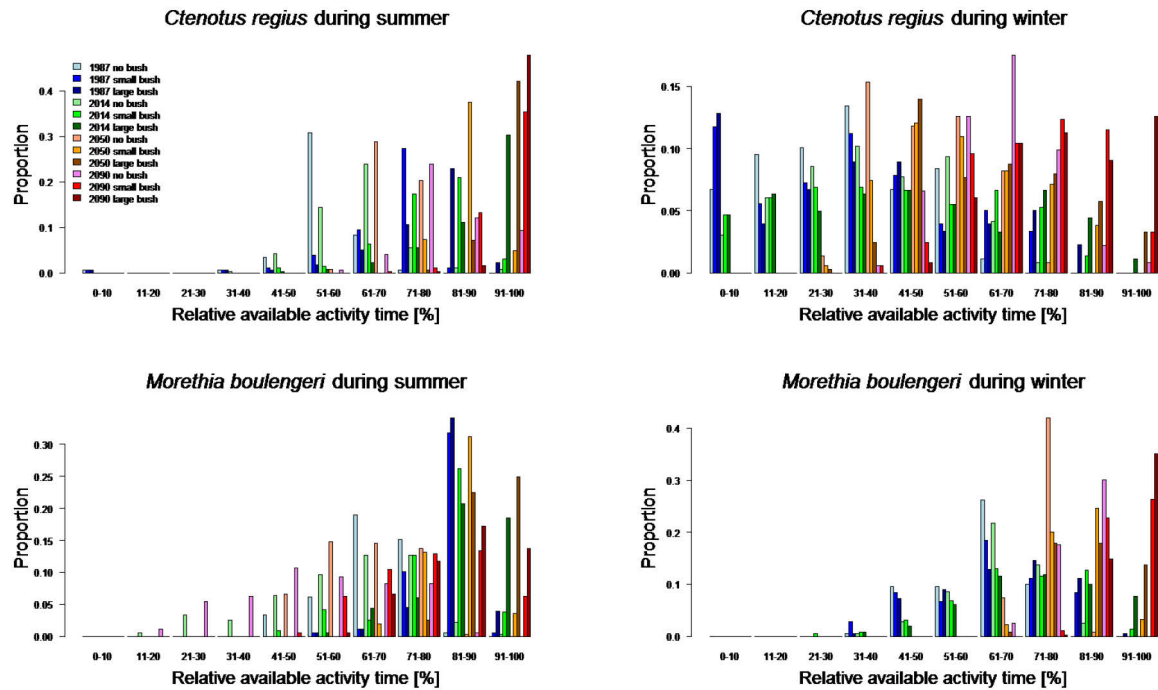 Ctenotus regius during summer
Proportion
0.4
0.3
0.2
0.1
0.0
1987 no bush
1987 small bush
1987 large bush
2014 no bush
2014 small bush
2014 large bush
2050 no bush
2050 small bush
2050 large bush
2090 no bush
2090 small bush
2090 large bush
0-10 11-20 21-30 31-40 41-50 51-60 61-70 71-80 81-90 91-100
Relative available activity time [%]
Ctenotus regius during winter
Proportion
0.15
0.10
0.05
0.00
0-10 11-20 21-30 31-40 41-50 51-60 61-70 71-80 81-90 91-100
Relative available activity time [%]
Morethia boulengeri during summer
Proportion
0.30
0.25
0.20
0.15
0.10
0.05
0.00
0-10 11-20 21-30 31-40 41-50 51-60 61-70 71-80 81-90 91-100
Relative available activity time [%]
Morethia boulengeri during winter
Proportion
0.4
0.3
0.2
0.1
0.0
0-10 11-20 21-30 31-40 41-50 51-60 61-70 71-80 81-90 91-100
Relative available activity time [%]